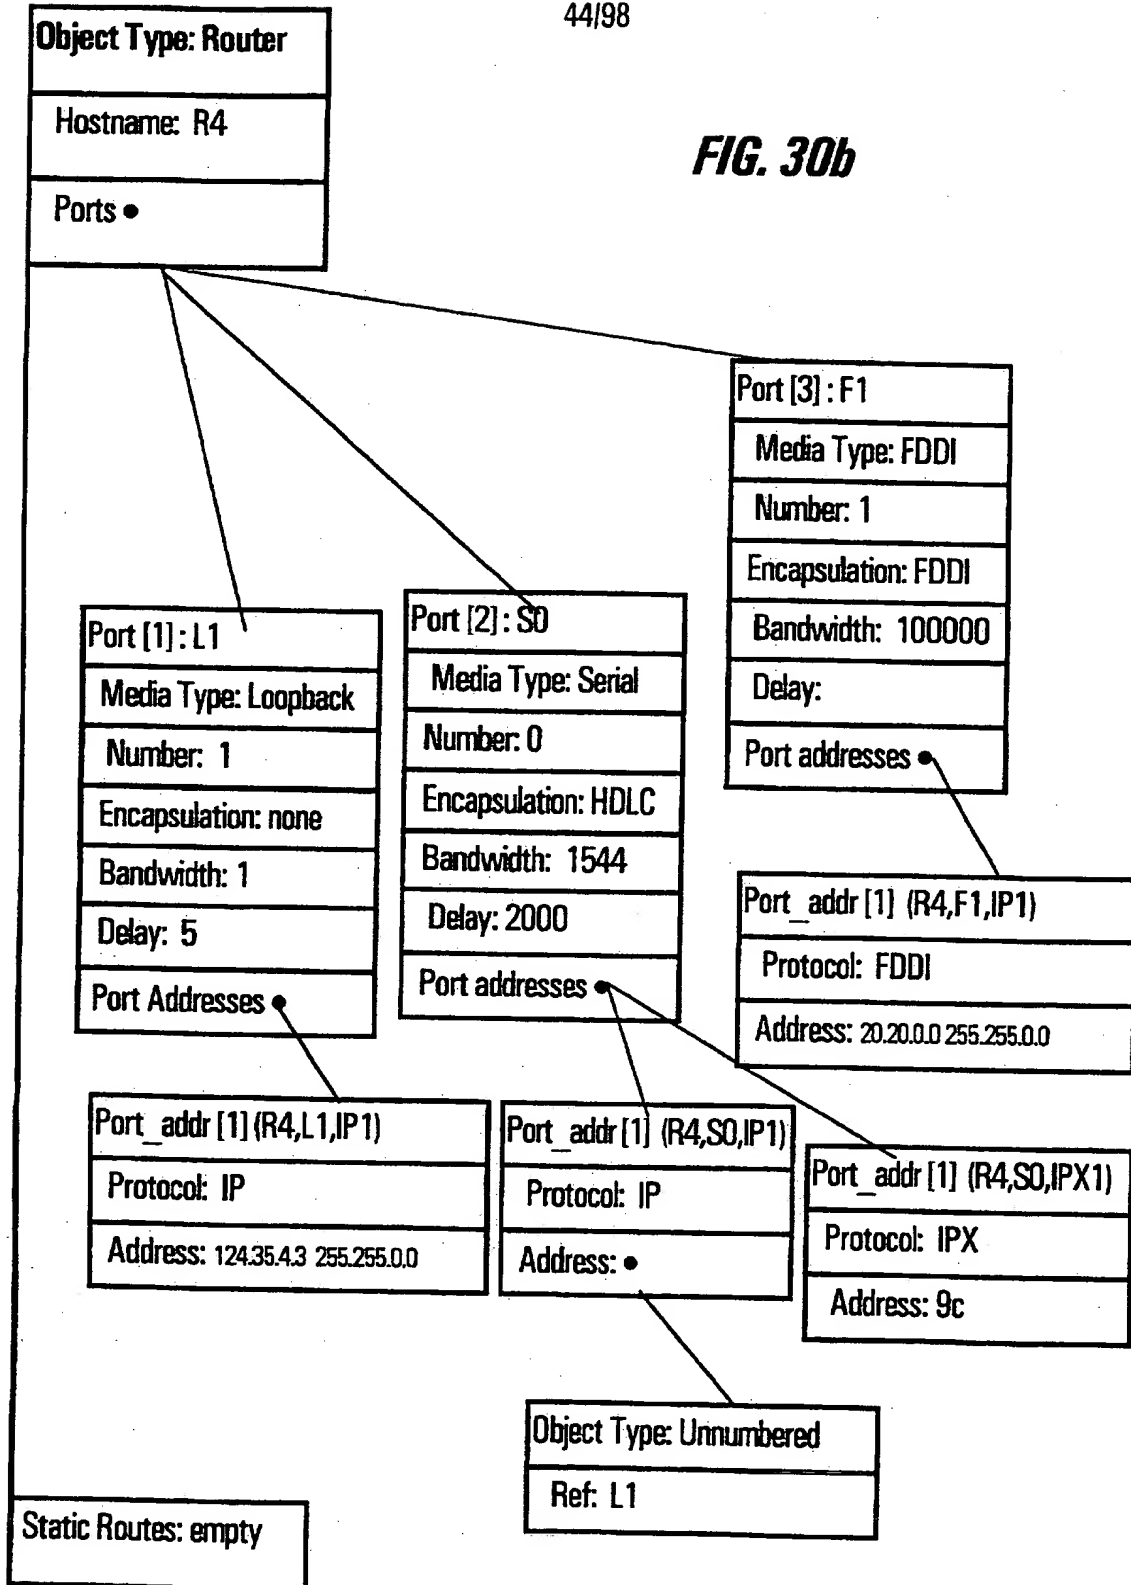 44/98
Object Type: Router
Hostname: R4
Ports •
FIG. 30b
Port [3] : F1
Media Type: FDDI
Number: 1
Encapsulation: FDDI
Bandwidth: 100000
Delay:
Port addresses •
Port [1] : L1
Media Type: Loopback
Number: 1
Encapsulation: none
Bandwidth: 1
Delay: 5
Port Addresses •
Port [2] : S0
Media Type: Serial
Number: 0
Encapsulation: HDLC
Bandwidth: 1544
Delay: 2000
Port addresses •
Port_addr [1] (R4,F1,IP1)
Protocol: FDDI
Address: 20.20.0.0 255.255.0.0
Port_addr [1] (R4,L1,IP1)
Protocol: IP
Address: 124.35.4.3 255.255.0.0
Port_addr [1] (R4,S0,IP1)
Protocol: IP
Address: •
Port_addr [1] (R4,S0,IPX1)
Protocol: IPX
Address: 9c
Object Type: Unnumbered
Ref: L1
Static Routes: empty